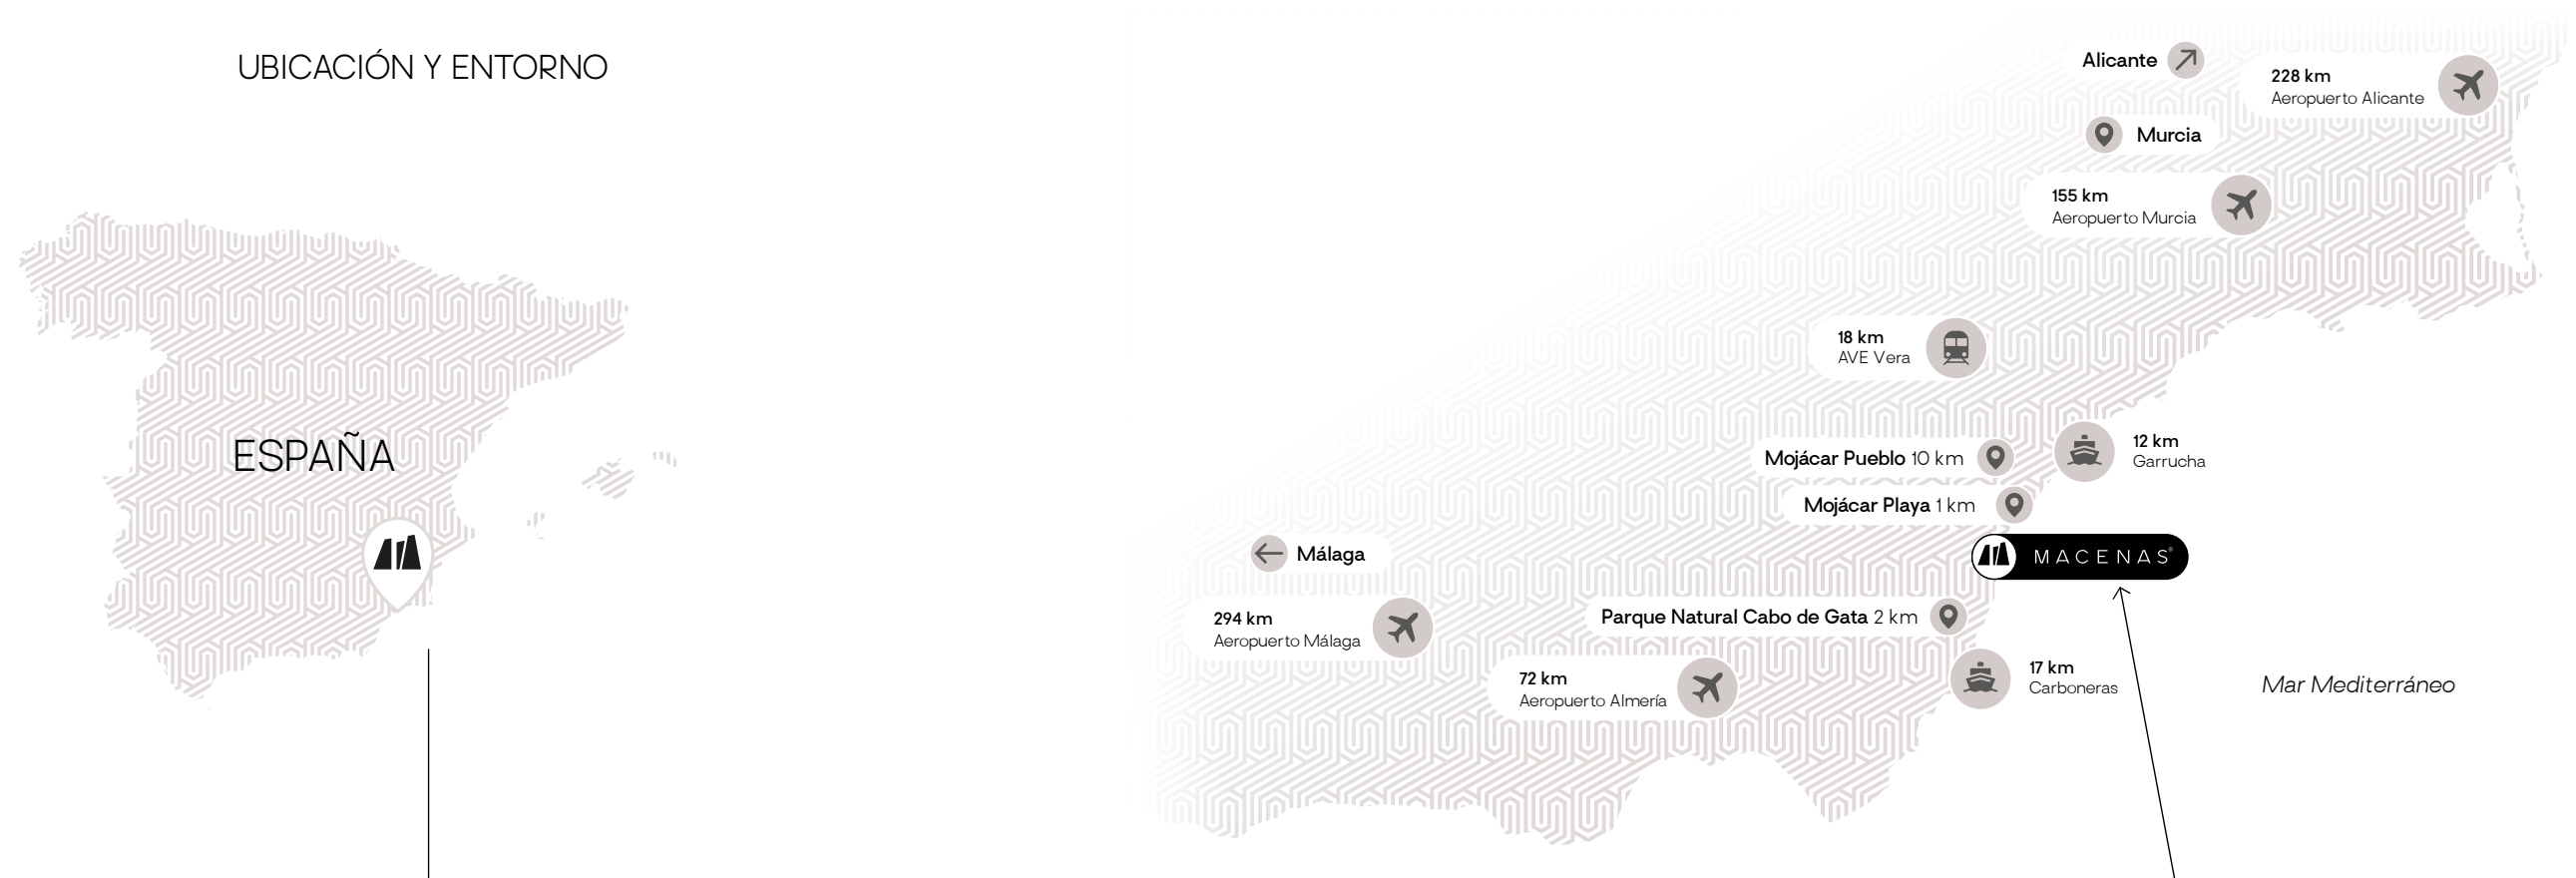 UBICACIÓN Y ENTORNO
ESPAÑA
Alicante
228 km
Aeropuerto Alicante
Murcia
155 km
Aeropuerto Murcia
18 km
AVE Vera
12 km
Garrucha
Mojácar Pueblo 10 km
Mojácar Playa 1 km
MACENAS®
Málaga
294 km
Aeropuerto Málaga
Parque Natural Cabo de Gata 2 km
72 km
Aeropuerto Almería
17 km
Carboneras
Mar Mediterráneo